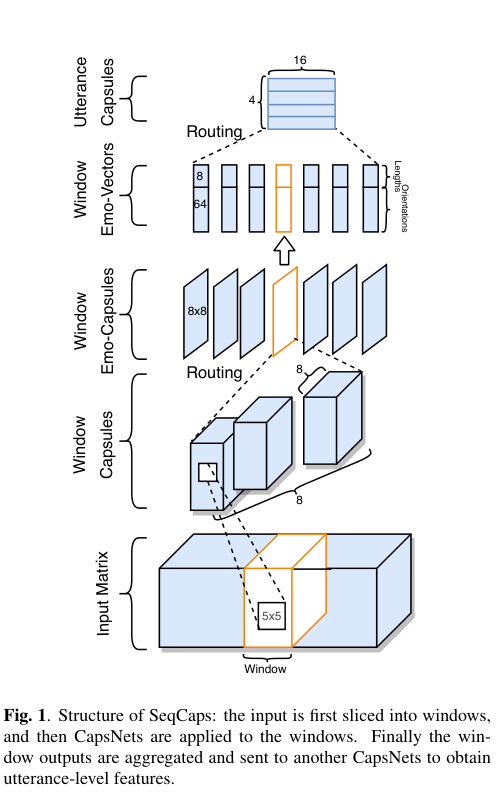 16
Utterance
Capsules
4
Routing
Window
Emo-Vectors
8
64
Lengths
Orientations
Window
Emo-Capsules
8x8
Routing
8
Window
Capsules
8
Input Matrix
5x5
Window
Fig. 1. Structure of SeqCaps: the input is first sliced into windows,
and then CapsNets are applied to the windows. Finally the win-
dow outputs are aggregated and sent to another CapsNets to obtain
utterance-level features.